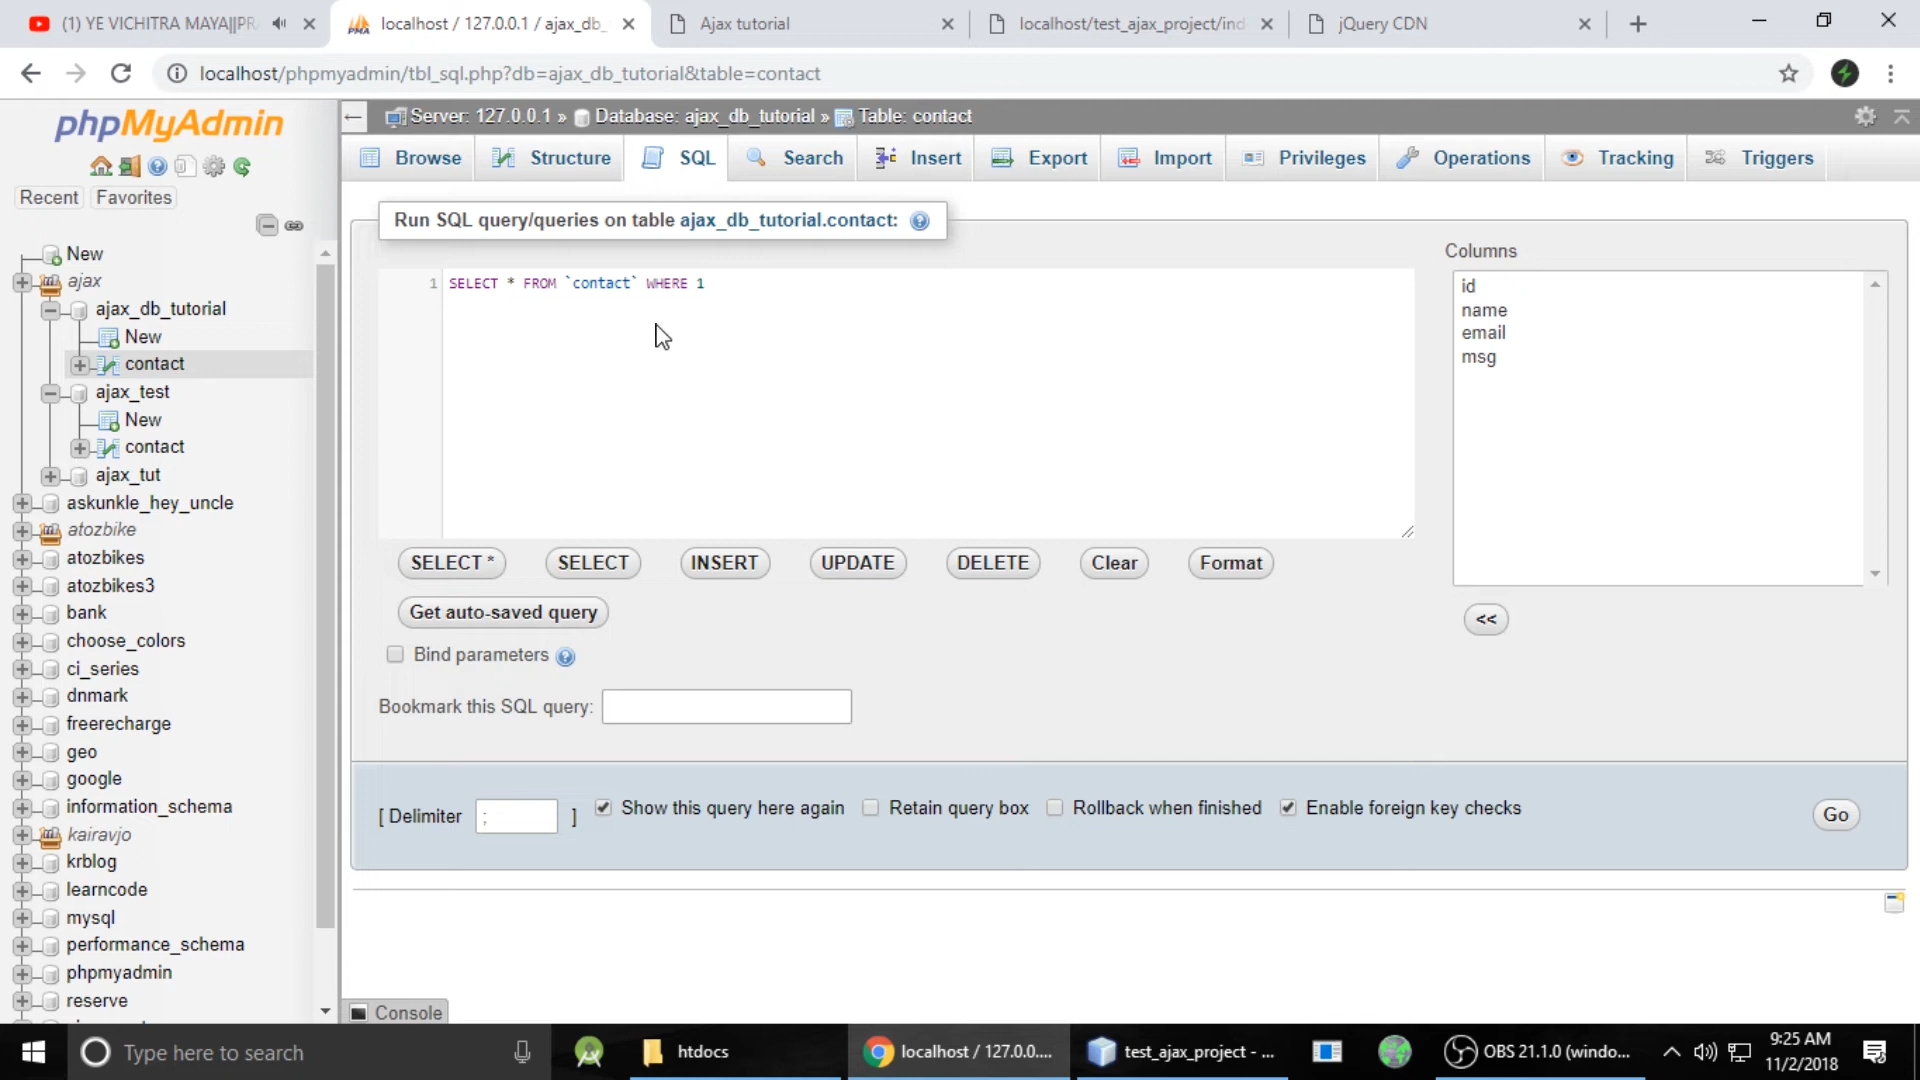 (1) YE VICHITRA MAYA||PRA
localhost / 127.0.0.1 / ajax_db_
Ajax tutorial
localhost/test_ajax_project/ind
jQuery CDN
localhost/phpmyadmin/tbl_sql.php?db=ajax_db_tutorial&table=contact
phpMyAdmin
Recent
Favorites
New
ajax
ajax_db_tutorial
New
contact
ajax_test
New
contact
ajax_tut
askunkle_hey_uncle
atozbike
atozbikes
atozbikes3
bank
choose_colors
ci_series
dnmark
freerecharge
geo
google
information_schema
kairavjo
krblog
learncode
mysql
performance_schema
phpmyadmin
reserve
Server: 127.0.0.1 » Database: ajax_db_tutorial » Table: contact
Browse
Structure
SQL
Search
Insert
Export
Import
Privileges
Operations
Tracking
Triggers
Run SQL query/queries on table ajax_db_tutorial.contact:
1 SELECT * FROM `contact` WHERE 1
Columns
id
name
email
msg
SELECT *
SELECT
INSERT
UPDATE
DELETE
Clear
Format
<<
Get auto-saved query
Bind parameters
Bookmark this SQL query:
[ Delimiter ; ]
Show this query here again
Retain query box
Rollback when finished
Enable foreign key checks
Go
Console
Type here to search
htdocs
localhost / 127.0.0....
test_ajax_project - ...
OBS 21.1.0 (windo...
9:25 AM
11/2/2018